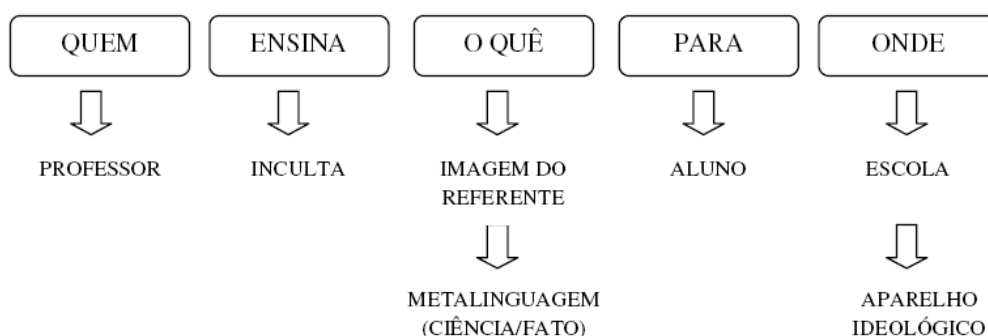 QUEM ENSINA O QUÊ PARA ONDE
PROFESSOR INCULTA IMAGEM DO REFERENTE ALUNO ESCOLA
METALINGUAGEM (CIÊNCIA/FATO) APARELHO IDEOLÓGICO